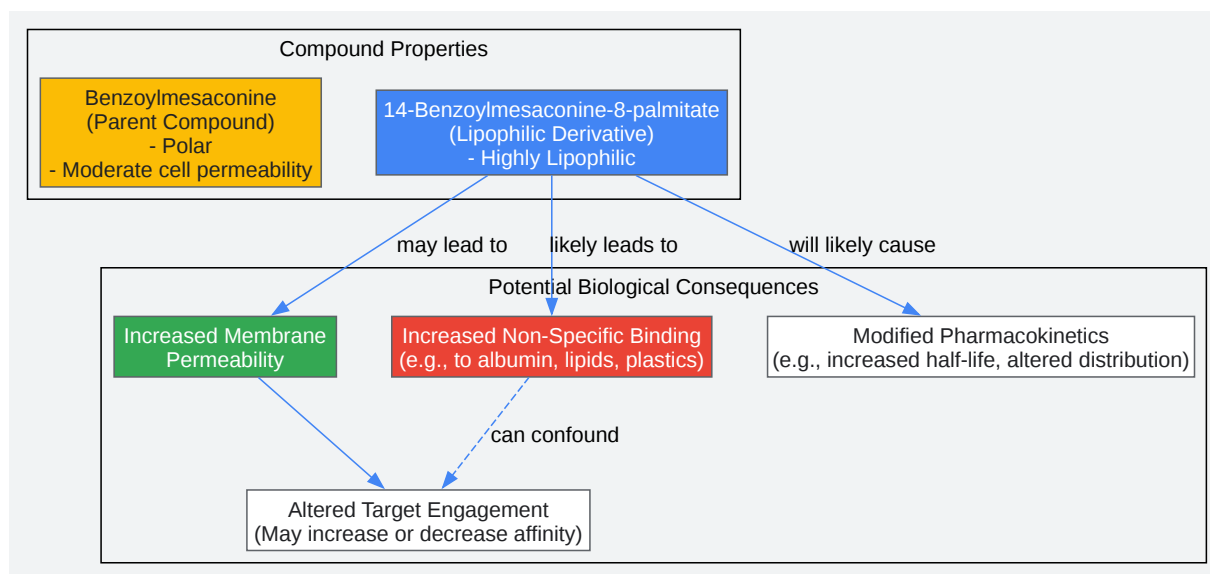 Compound Properties
Benzoylmesaconine
(Parent Compound)
- Polar
- Moderate cell permeability
14-Benzoylmesaconine-8-palmitate
(Lipophilic Derivative)
- Highly Lipophilic
may lead to
likely leads to
will likely cause
Potential Biological Consequences
Increased Membrane
Permeability
Increased Non-Specific Binding
(e.g., to albumin, lipids, plastics)
Modified Pharmacokinetics
(e.g., increased half-life, altered distribution)
can confound
Altered Target Engagement
(May increase or decrease affinity)